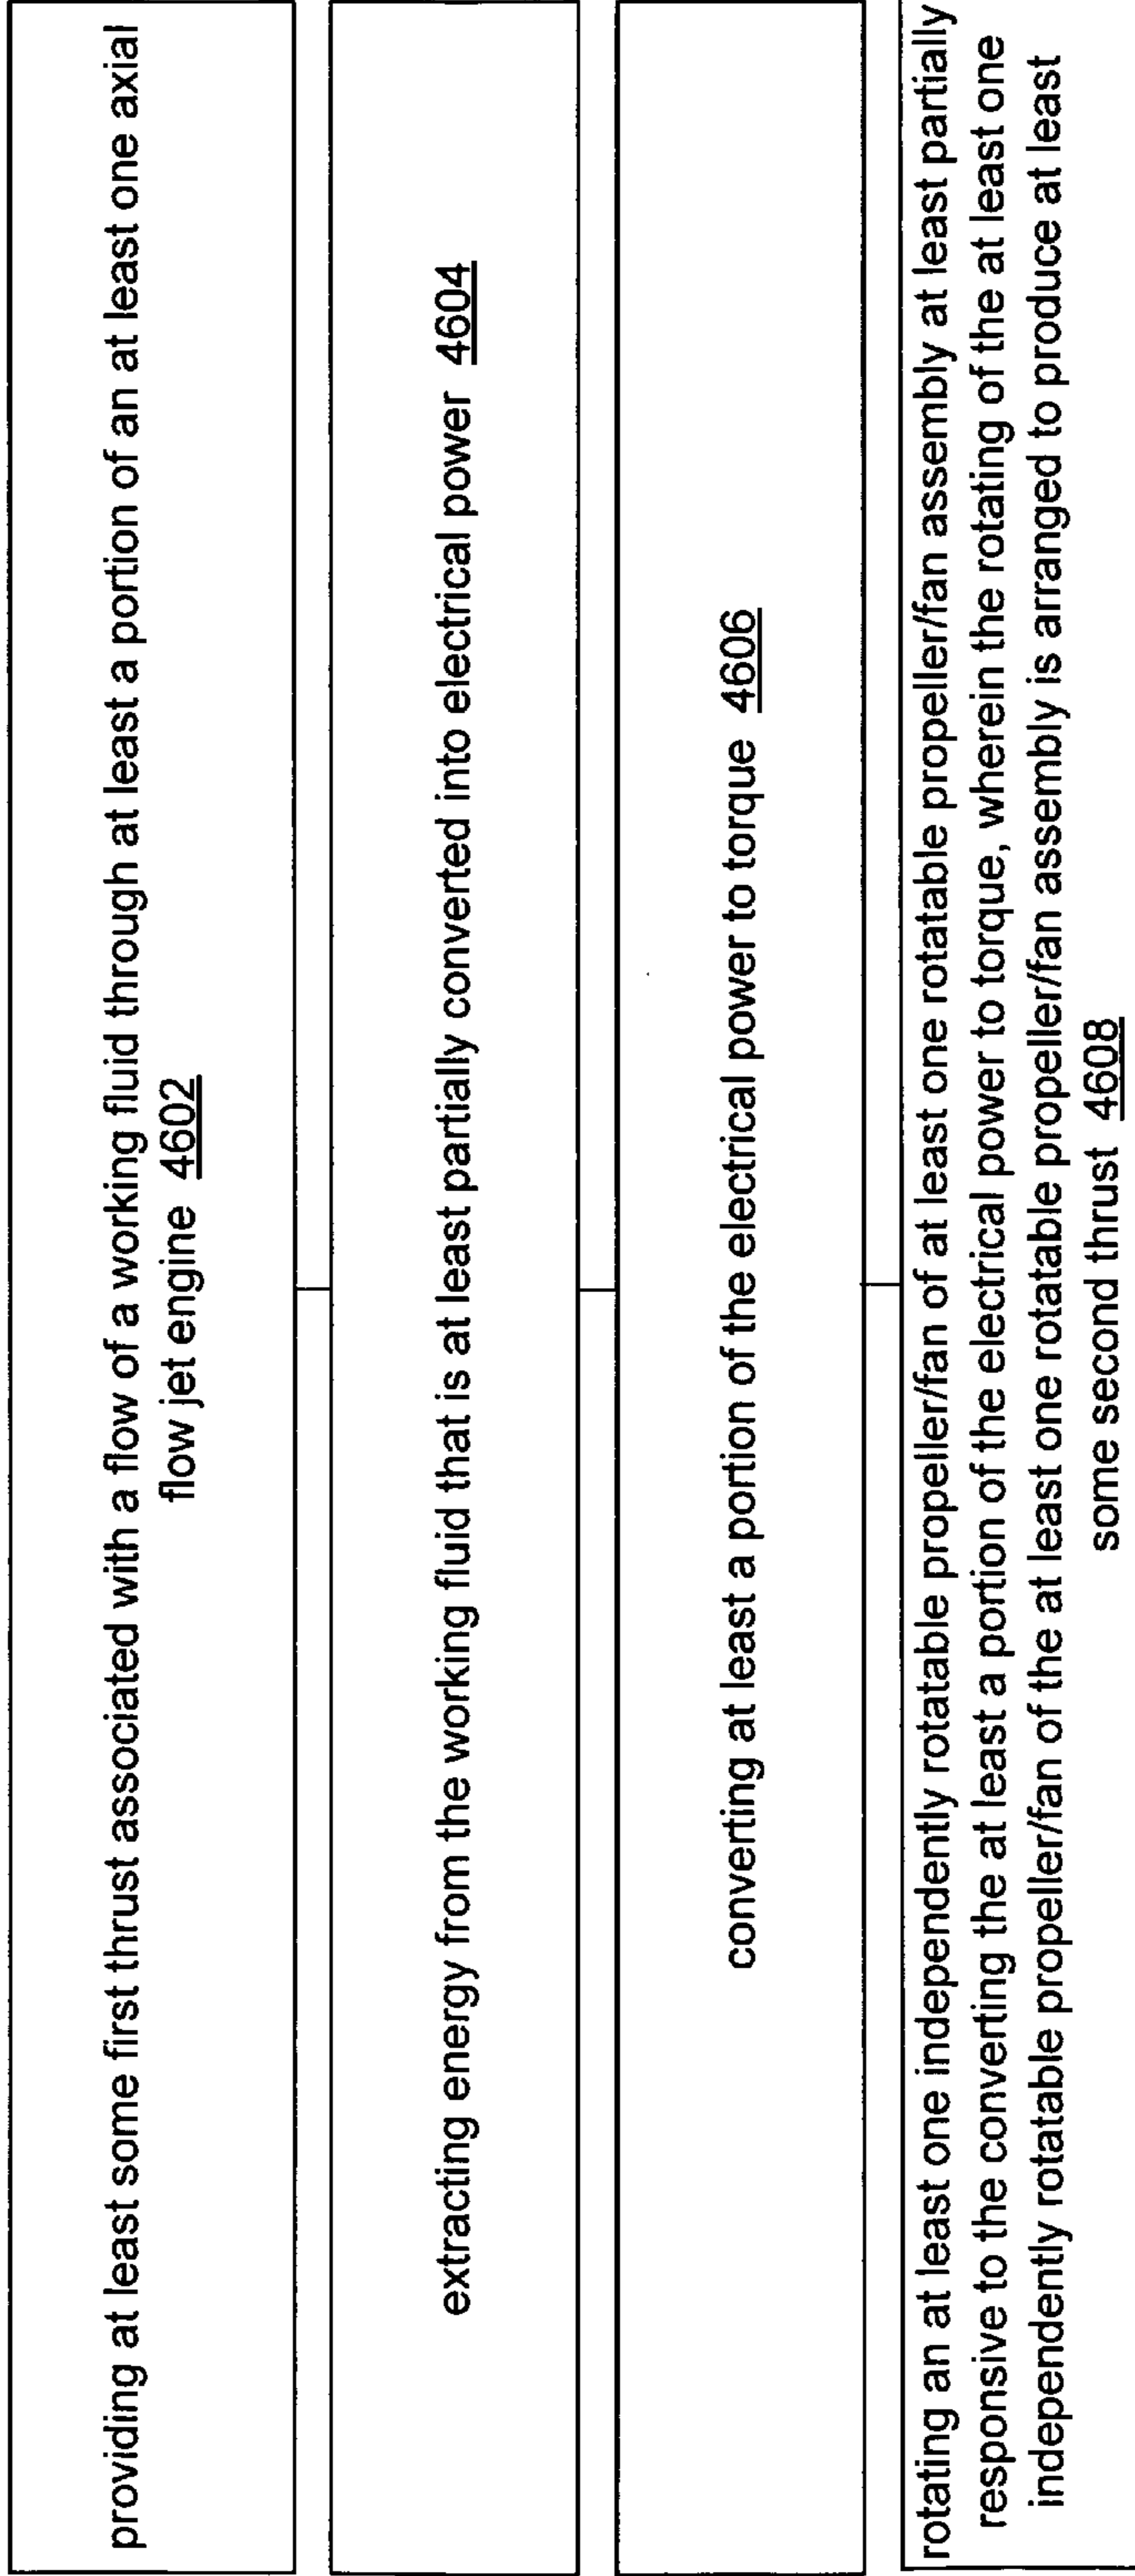 providing at least some first thrust associated with a flow of a working fluid through at least a portion of an at least one axial
flow jet engine 4602
extracting energy from the working fluid that is at least partially converted into electrical power 4604
converting at least a portion of the electrical power to torque 4606
rotating an at least one independently rotatable propeller/fan of at least one rotatable propeller/fan assembly at least partially
responsive to the converting the at least a portion of the electrical power to torque, wherein the rotating of the at least one
independently rotatable propeller/fan of the at least one rotatable propeller/fan assembly is arranged to produce at least
some second thrust 4608